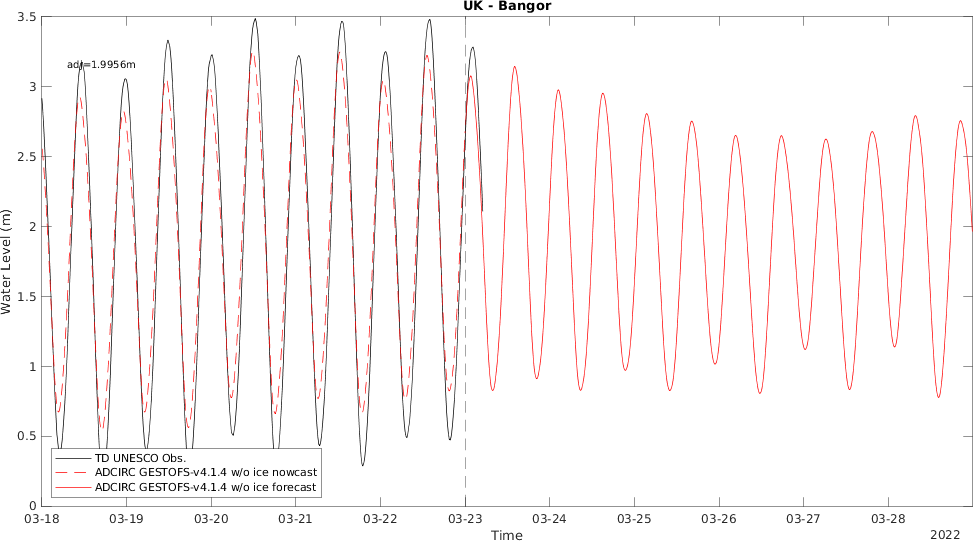 UK - Bangor
3.5
3
2.5
2
1.5
1
0.5
0
Water Level (m)
adj=1.9956m
TD UNESCO Obs.
ADCIRC GESTOFS-v4.1.4 w/o ice nowcast
ADCIRC GESTOFS-v4.1.4 w/o ice forecast
03-18 03-19 03-20 03-21 03-22 03-23 03-24 03-25 03-26 03-27 03-28
Time
2022